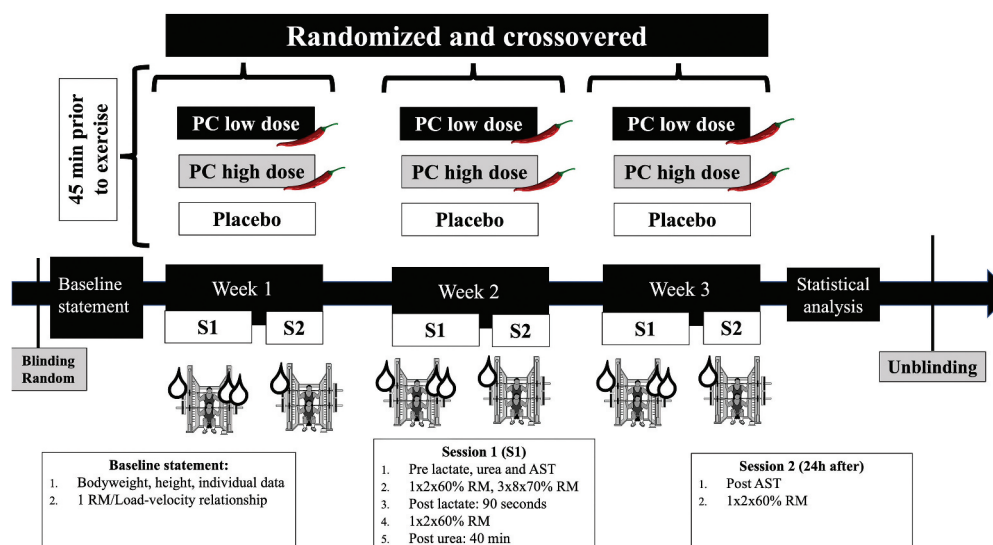 Randomized and crossovered
45 min prior
to exercise
PC low dose
PC high dose
Placebo
PC low dose
PC high dose
Placebo
PC low dose
PC high dose
Placebo
Baseline
statement
Week 1
Week 2
Week 3
Statistical
analysis
S1
S2
S1
S2
S1
S2
Blinding
Random
Unblinding
Baseline statement:
1. Bodyweight, height, individual data
2. 1 RM/Load-velocity relationship
Session 1 (S1)
1. Pre lactate, urea and AST
2. 1x2x60% RM, 3x8x70% RM
3. Post lactate: 90 seconds
4. 1x2x60% RM
5. Post urea: 40 min
Session 2 (24h after)
1. Post AST
2. 1x2x60% RM